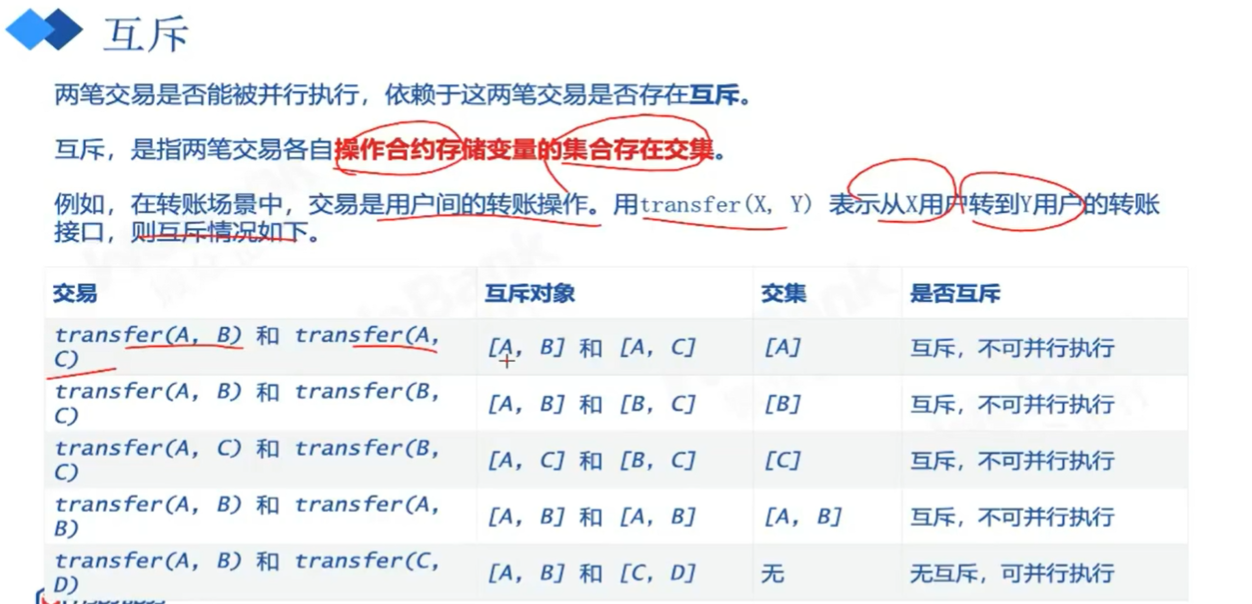 互斥
两笔交易是否能被并行执行，依赖于这两笔交易是否存在互斥。
互斥，是指两笔交易各自操作合约存储变量的集合存在交集。
例如，在转账场景中，交易是用户间的转账操作。用transfer(X, Y) 表示从X用户转到Y用户的转账
接口，则互斥情况如下。
交易 互斥对象 交集 是否互斥
transfer(A, B) 和 transfer(A,
C) [A, B] 和 [A, C] [A] 互斥，不可并行执行
transfer(A, B) 和 transfer(B,
C) [A, B] 和 [B, C] [B] 互斥，不可并行执行
transfer(A, C) 和 transfer(B,
C) [A, C] 和 [B, C] [C] 互斥，不可并行执行
transfer(A, B) 和 transfer(A,
B) [A, B] 和 [A, B] [A, B] 互斥，不可并行执行
transfer(A, B) 和 transfer(C,
D) [A, B] 和 [C, D] 无 无互斥，可并行执行